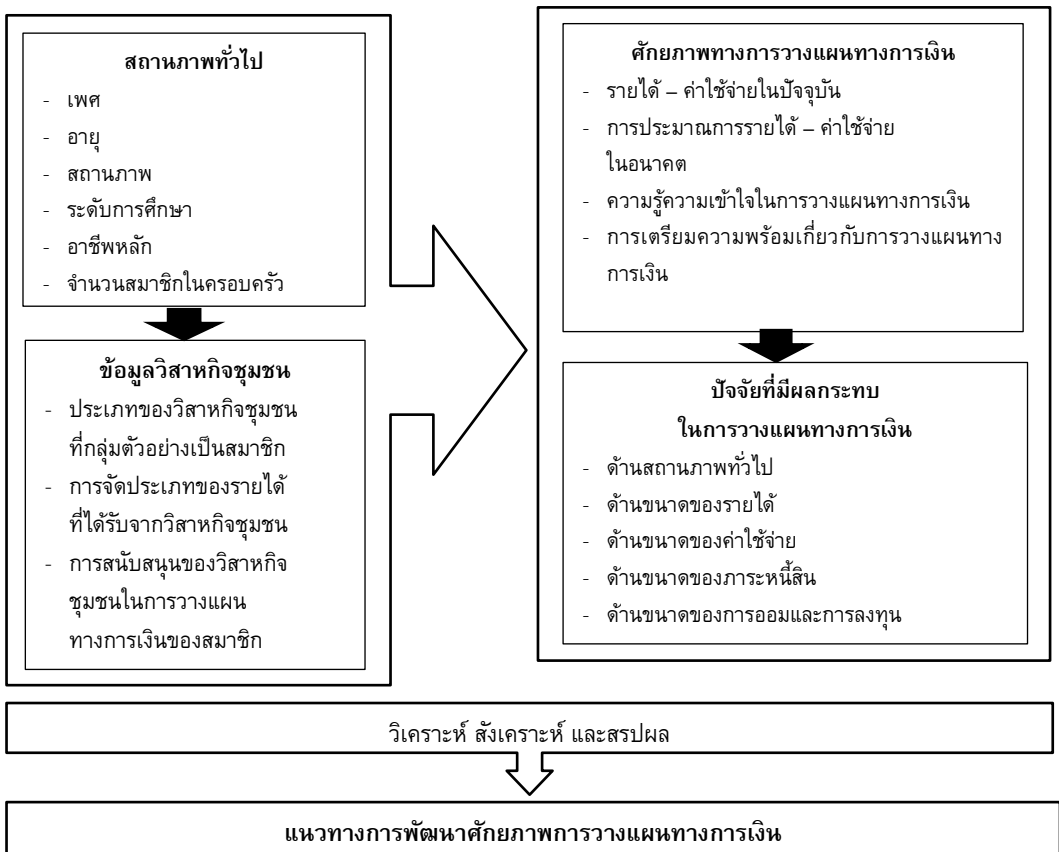 สถานภาพทั่วไป
- เพศ
- อายุ
- สถานภาพ
- ระดับการศึกษา
- อาชีพหลัก
- จำนวนสมาชิกในครอบครัว
ข้อมูลวิสาหกิจชุมชน
- ประเภทของวิสาหกิจชุมชน
ที่กลุ่มตัวอย่างเป็นสมาชิก
- การจัดประเภทของรายได้
ที่ได้รับจากวิสาหกิจชุมชน
- การสนับสนุนของวิสาหกิจ
ชุมชนในการวางแผน
ทางการเงินของสมาชิก
ศักยภาพทางการวางแผนทางการเงิน
- รายได้ – ค่าใช้จ่ายในปัจจุบัน
- การประมาณการรายได้ – ค่าใช้จ่าย
ในอนาคต
- ความรู้ความเข้าใจในการวางแผนทางการเงิน
- การเตรียมความพร้อมเกี่ยวกับการวางแผนทาง
การเงิน
ปัจจัยที่มีผลกระทบ
ในการวางแผนทางการเงิน
- ด้านสถานภาพทั่วไป
- ด้านขนาดของรายได้
- ด้านขนาดของค่าใช้จ่าย
- ด้านขนาดของภาระหนี้สิน
- ด้านขนาดของการออมและการลงทุน
วิเคราะห์ สังเคราะห์ และสรปผล
แนวทางการพัฒนาศักยภาพการวางแผนทางการเงิน